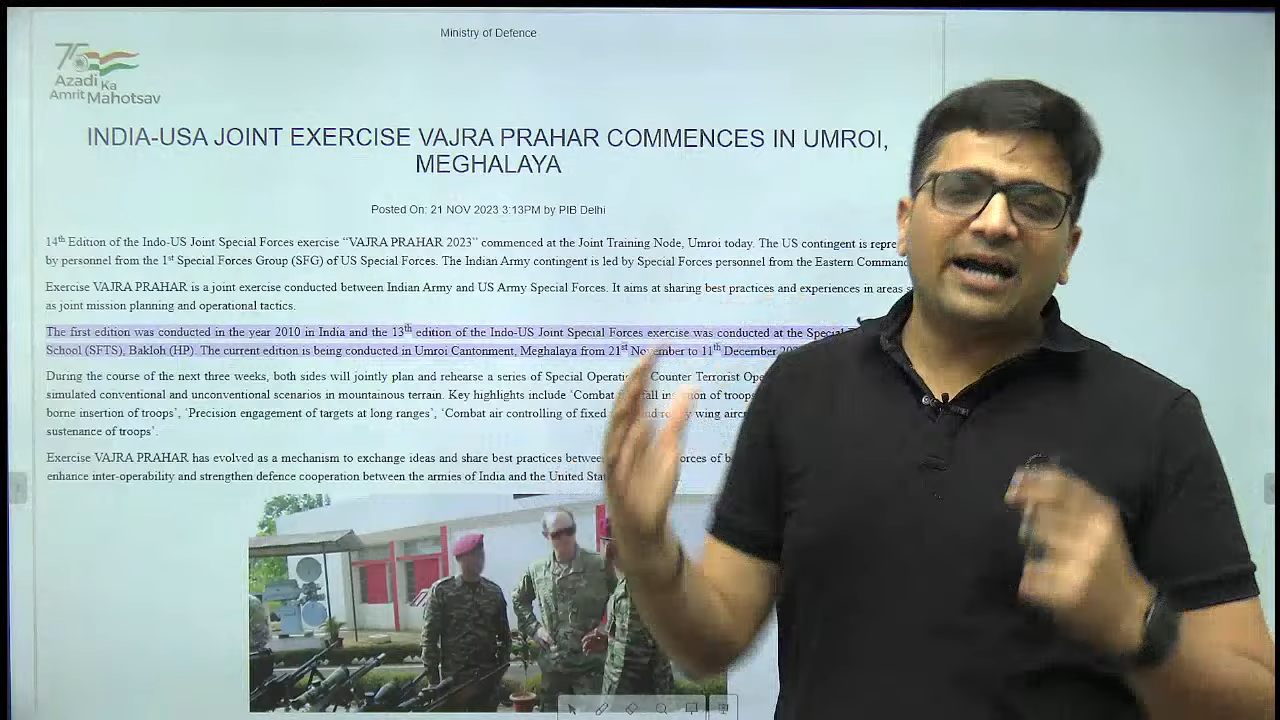 Ministry of Defence
75
Azadi Ka
Amrit Mahotsav
INDIA-USA JOINT EXERCISE VAJRA PRAHAR COMMENCES IN UMROI,
MEGHALAYA
Posted On: 21 NOV 2023 3:13PM by PIB Delhi
14th Edition of the Indo-US Joint Special Forces exercise “VAJRA PRAHAR 2023” commenced at the Joint Training Node, Umroi today. The US contingent is
by personnel from the 1st Special Forces Group (SFG) of US Special Forces. The Indian Army contingent is led by Special Forces personnel from the Eastern
Exercise VAJRA PRAHAR is a joint exercise conducted between Indian Army and US Army Special Forces. It aims at sharing best practices and experiences in areas
as joint mission planning and operational tactics.
The first edition was conducted in the year 2010 in India and the 13th edition of the Indo-US Joint Special Forces exercise was conducted at the
School (SFTS), Bakloh (HP). The current edition is being conducted in Umroi Cantonment, Meghalaya from 21st November to 11th December
During the course of the next three weeks, both sides will jointly plan and rehearse a series of Special Counter Terrorist
simulated conventional and unconventional scenarios in mountainous terrain. Key highlights include ‘Combat of troops
borne insertion of troops’, ‘Precision engagement of targets at long ranges’, ‘Combat air controlling of fixed wing
sustenance of troops’.
Exercise VAJRA PRAHAR has evolved as a mechanism to exchange ideas and share best practices of
enhance inter-operability and strengthen defence cooperation between the armies of India and the United